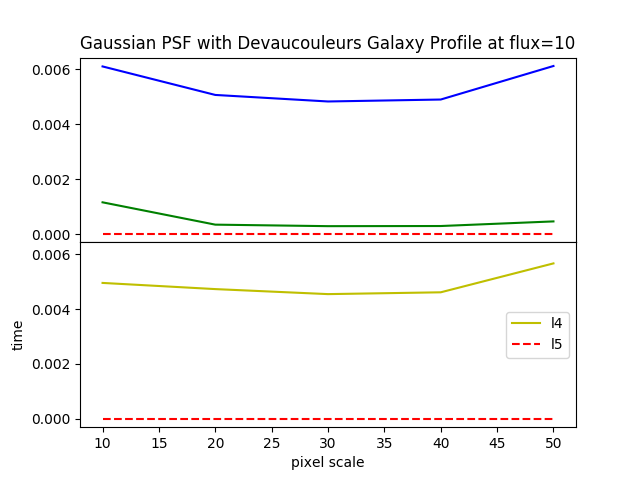 Gaussian PSF with Devaucouleurs Galaxy Profile at flux=10
0.006
0.004
0.002
0.000
0.006
0.004
0.002
0.000
time
l4
l5
10 15 20 25 30 35 40 45 50
pixel scale